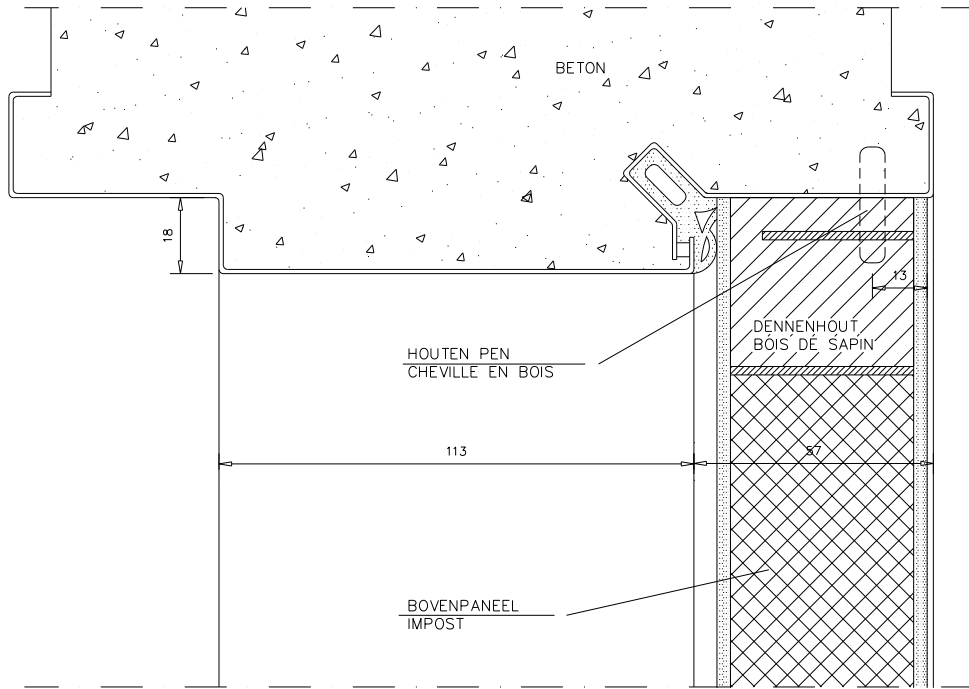 BETON
18
13
DENNENHOUT
BOIS DE SAPIN
HOUTEN PEN
CHEVILLE EN BOIS
113
57
BOVENPANEEL
IMPOST